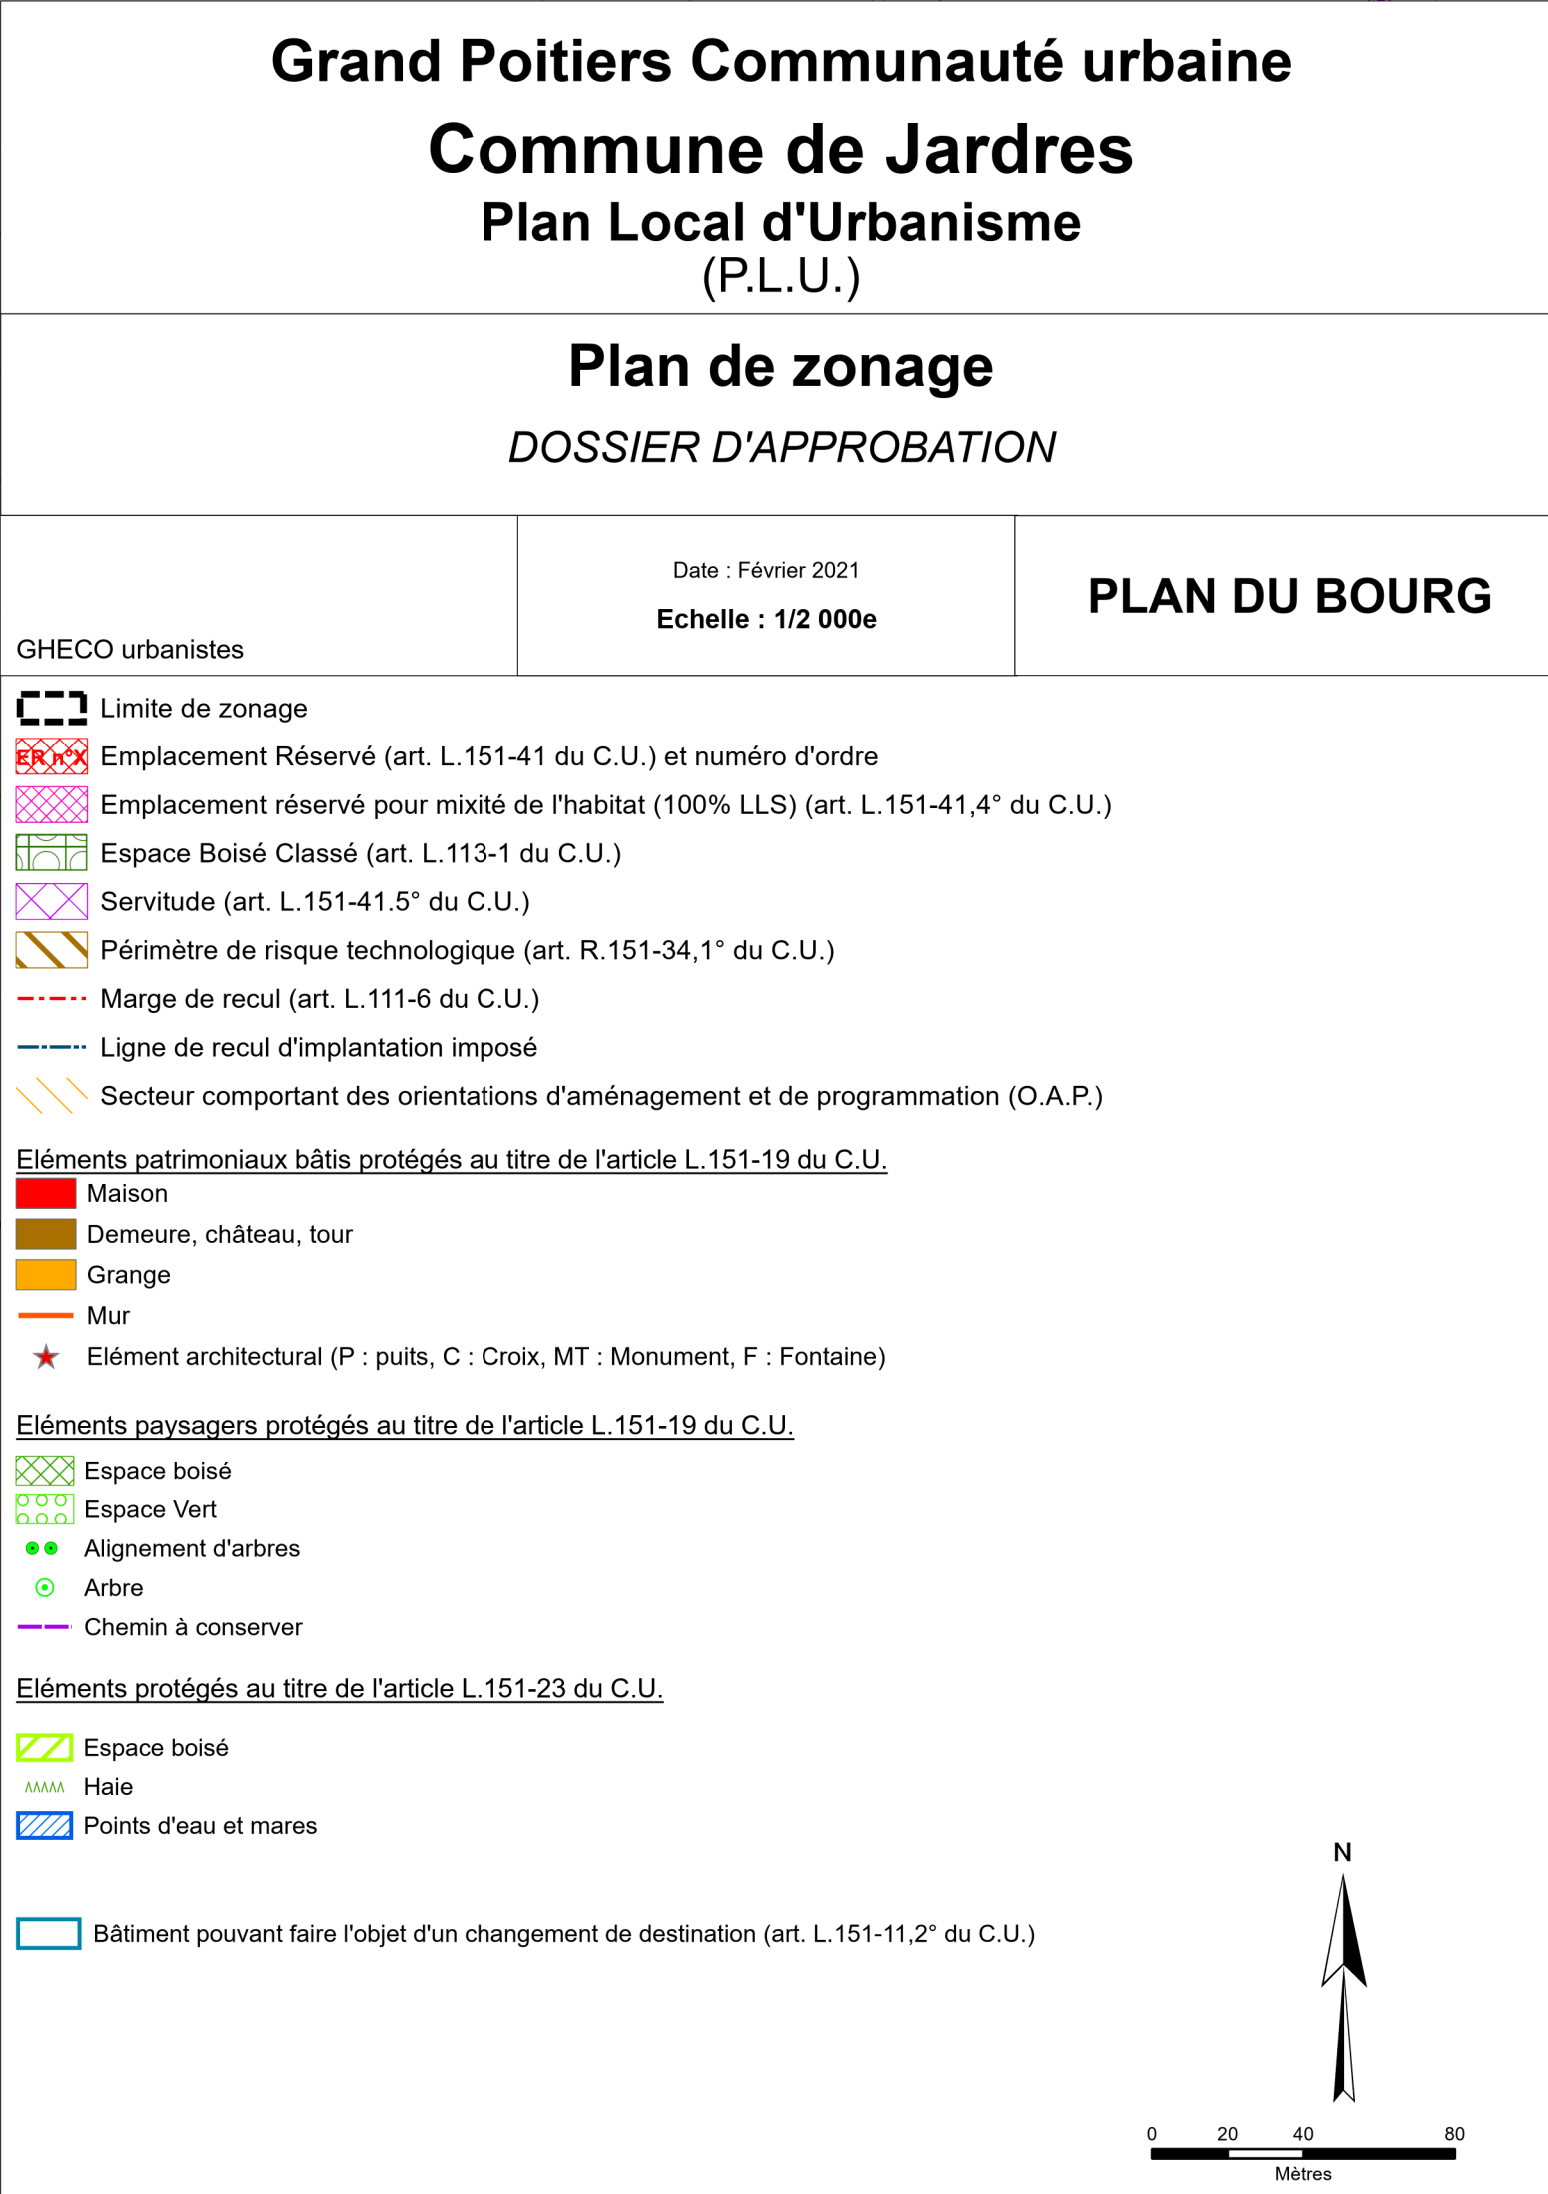 Grand Poitiers Communauté urbaine
Commune de Jardres
Plan Local d'Urbanisme
(P.L.U.)
Plan de zonage
DOSSIER D'APPROBATION
GHECO urbanistes
Date : Février 2021
Echelle : 1/2 000e
PLAN DU BOURG
Limite de zonage
ER n°X Emplacement Réservé (art. L.151-41 du C.U.) et numéro d'ordre
Emplacement réservé pour mixité de l'habitat (100% LLS) (art. L.151-41,4° du C.U.)
Espace Boisé Classé (art. L.113-1 du C.U.)
Servitude (art. L.151-41.5° du C.U.)
Périmètre de risque technologique (art. R.151-34,1° du C.U.)
Marge de recul (art. L.111-6 du C.U.)
Ligne de recul d'implantation imposé
Secteur comportant des orientations d'aménagement et de programmation (O.A.P.)
Eléments patrimoniaux bâtis protégés au titre de l'article L.151-19 du C.U.
Maison
Demeure, château, tour
Grange
Mur
Elément architectural (P : puits, C : Croix, MT : Monument, F : Fontaine)
Eléments paysagers protégés au titre de l'article L.151-19 du C.U.
Espace boisé
Espace Vert
Alignement d'arbres
Arbre
Chemin à conserver
Eléments protégés au titre de l'article L.151-23 du C.U.
Espace boisé
Haie
Points d'eau et mares
Bâtiment pouvant faire l'objet d'un changement de destination (art. L.151-11,2° du C.U.)
N
0 20 40 80
Mètres